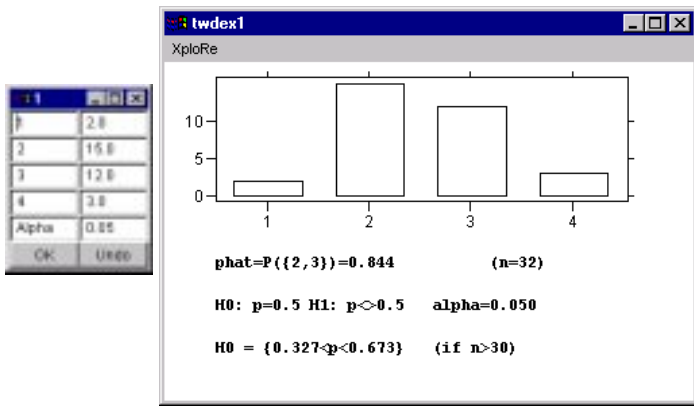 1
1 2.0
2 15.0
3 12.0
4 3.0
Alpha 0.05
OK Undo
twdex1
XploRe
10
5
0
1 2 3 4
phat=P({2,3})=0.844 (n=32)
H0: p=0.5 H1: p<>0.5 alpha=0.050
H0 = {0.327<p<0.673} (if n>30)